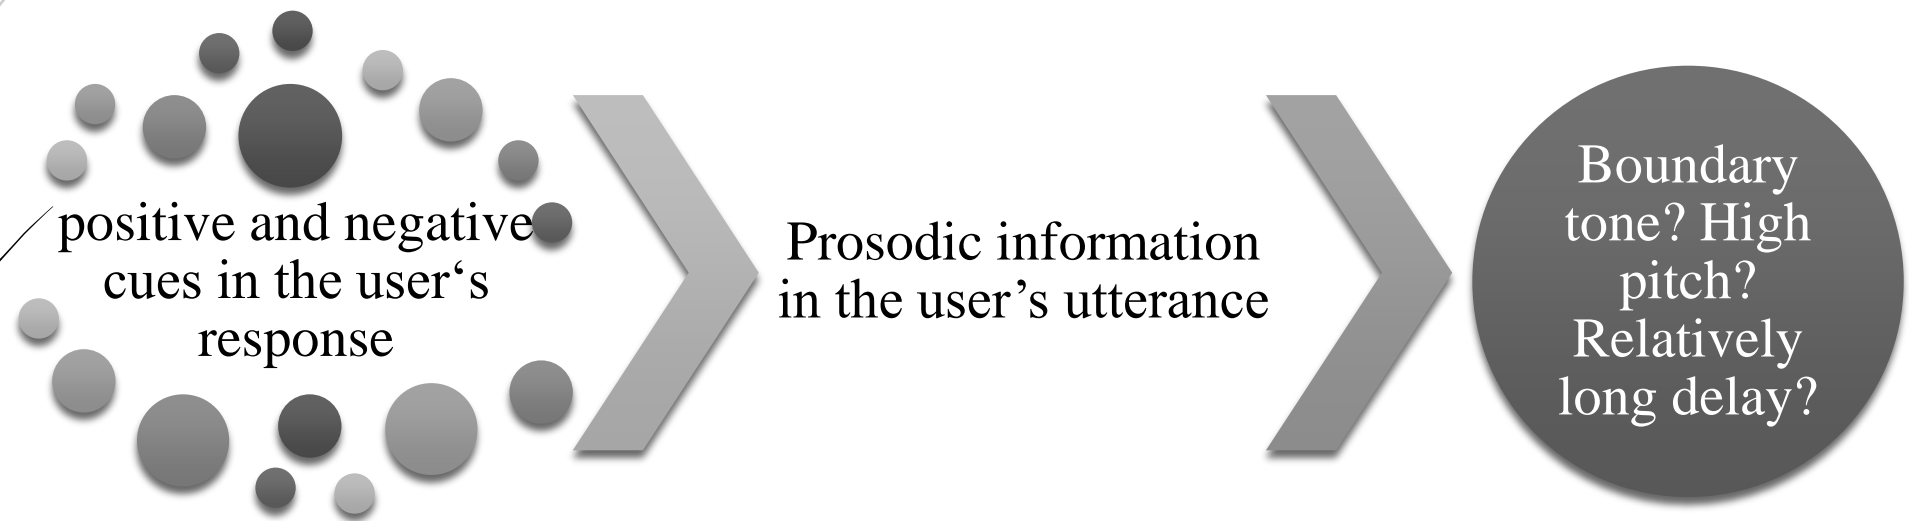 positive and negative
cues in the user‘s
response
Prosodic information
in the user’s utterance
Boundary
tone? High
pitch?
Relatively
long delay?